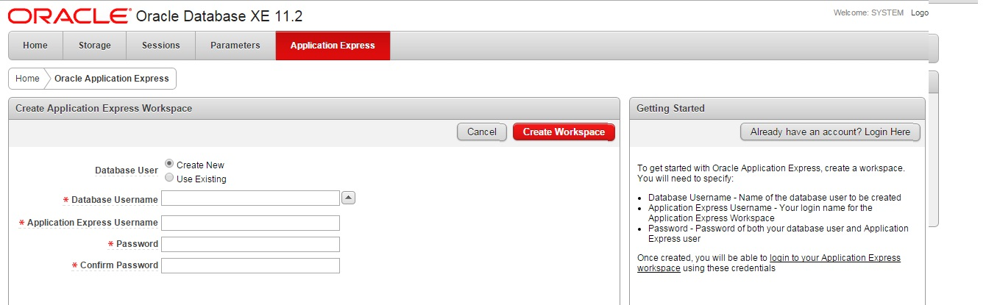 ORACLE Oracle Database XE 11.2
Welcome: SYSTEM Logo
Home Storage Sessions Parameters Application Express
Home Oracle Application Express
Create Application Express Workspace
Cancel Create Workspace
Database User
Create New
Use Existing
* Database Username
* Application Express Username
* Password
* Confirm Password
Getting Started
Already have an account? Login Here
To get started with Oracle Application Express, create a workspace.
You will need to specify:
• Database Username - Name of the database user to be created
• Application Express Username - Your login name for the
Application Express Workspace
• Password - Password of both your database user and Application
Express user
Once created, you will be able to login to your Application Express
workspace using these credentials